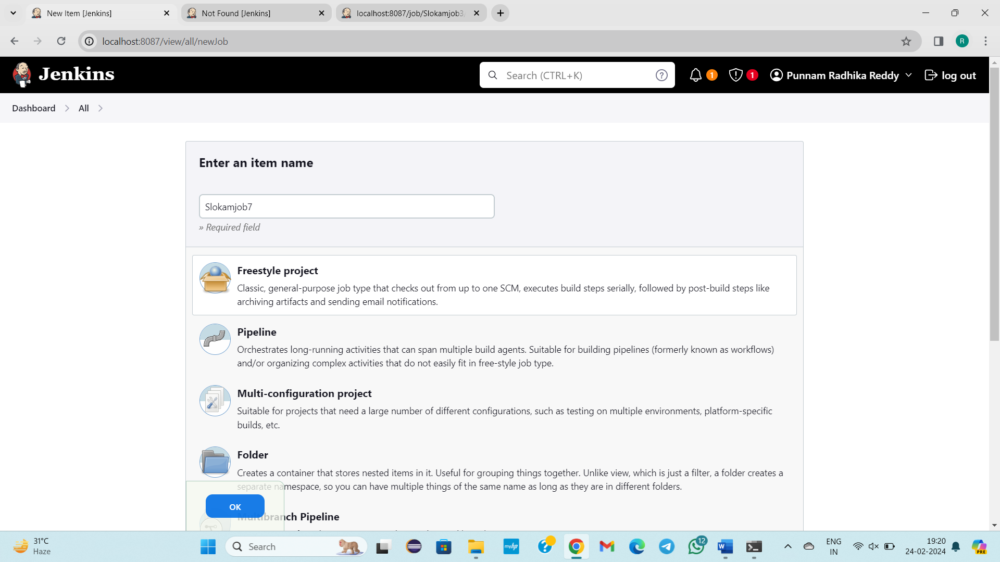 New Item [Jenkins]
Not Found [Jenkins]
localhost:8087/job/Slokamjob3/
localhost:8087/view/all/newJob
R
Jenkins
Search (CTRL+K)
?
1
1
Punnam Radhika Reddy
log out
Dashboard
All
Enter an item name
Slokamjob7
» Required field
Freestyle project
Classic, general-purpose job type that checks out from up to one SCM, executes build steps serially, followed by post-build steps like
archiving artifacts and sending email notifications.
Pipeline
Orchestrates long-running activities that can span multiple build agents. Suitable for building pipelines (formerly known as workflows)
and/or organizing complex activities that do not easily fit in free-style job type.
Multi-configuration project
Suitable for projects that need a large number of different configurations, such as testing on multiple environments, platform-specific
builds, etc.
Folder
Creates a container that stores nested items in it. Useful for grouping things together. Unlike view, which is just a filter, a folder creates a
separate namespace, so you can have multiple things of the same name as long as they are in different folders.
OK
Multibranch Pipeline
31°C
Haze
Search
myhp
12
W
ENG
IN
19:20
24-02-2024
PRE